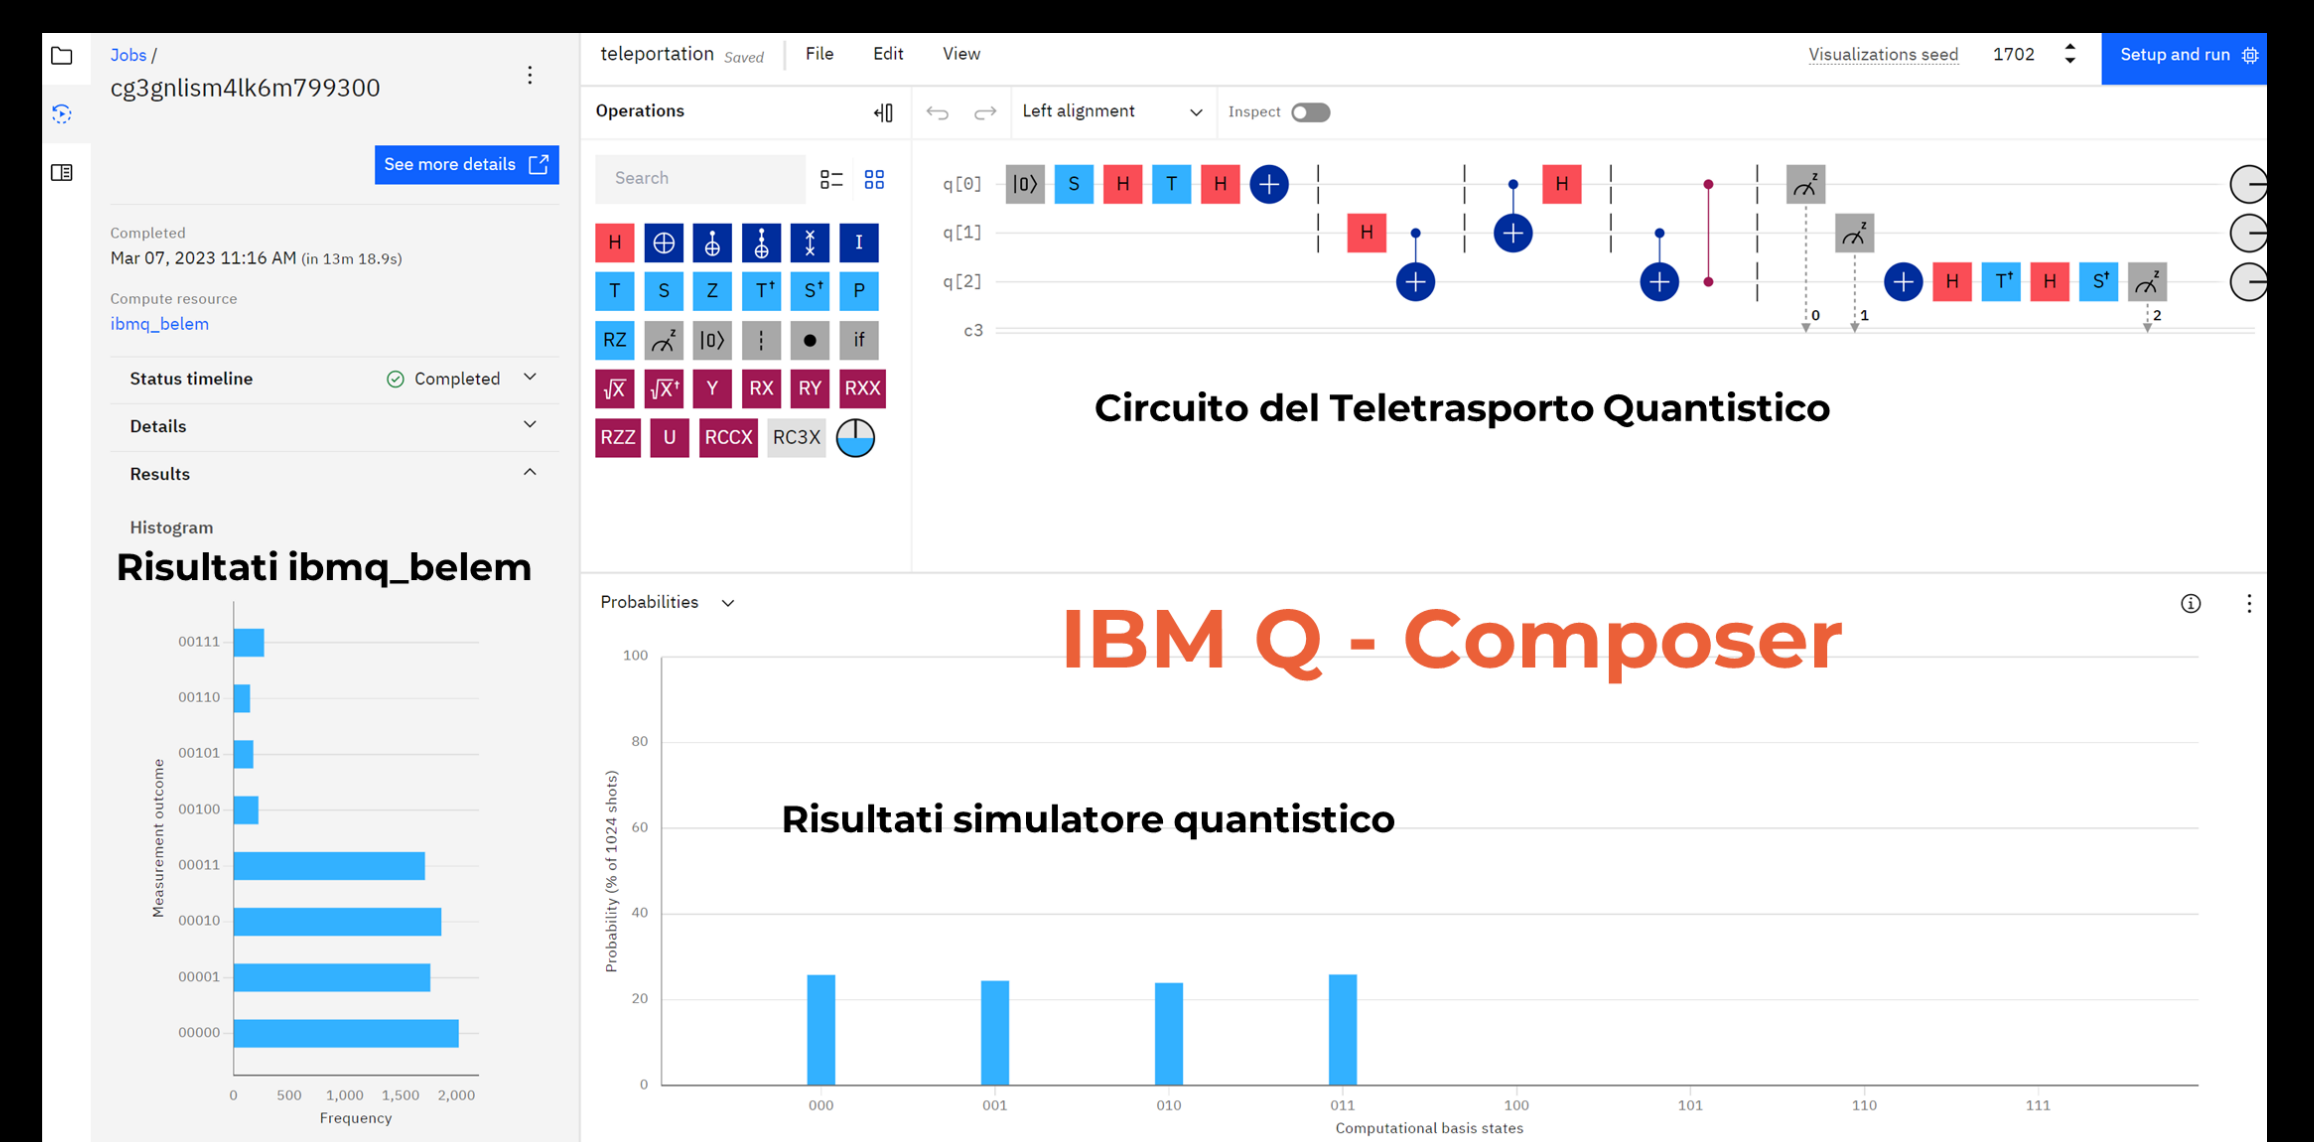 Jobs /
cg3gnlism4lk6m799300
See more details
Completed
Mar 07, 2023 11:16 AM (in 13m 18.9s)
Compute resource
ibmq_belem
Status timeline Completed
Details
Results
Histogram
Risultati ibmq_belem
Measurement outcome
00111
00110
00101
00100
00011
00010
00001
00000
0 500 1,000 1,500 2,000
Frequency
teleportation Saved File Edit View
Visualizations seed 1702 Setup and run
Operations
Left alignment Inspect
Search
H I
T S Z T† S† P
RZ z |0⟩ if
√X √X† Y RX RY RXX
RZZ U RCCX RC3X
q[0] |0⟩ S H T H + H z
q[1] H + z
q[2] + + + H T† H S† z
c3 0 1 2
Circuito del Teletrasporto Quantistico
Probabilities
IBM Q - Composer
Risultati simulatore quantistico
Probability (% of 1024 shots)
100
80
60
40
20
0
000 001 010 011 100 101 110 111
Computational basis states